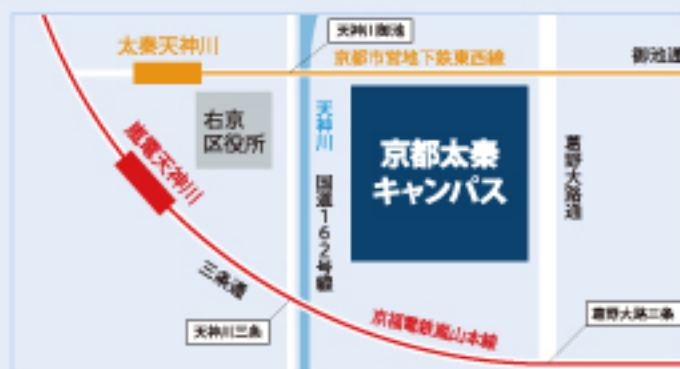 天神川御池
太秦天神川
京都市営地下鉄東西線
御池通
右京
区役所
天神川
京都太秦
キャンパス
嵐電天神川
国道162号線
葛野大路通
三条通
天神川三条
京福電鉄嵐山本線
葛野大路三条